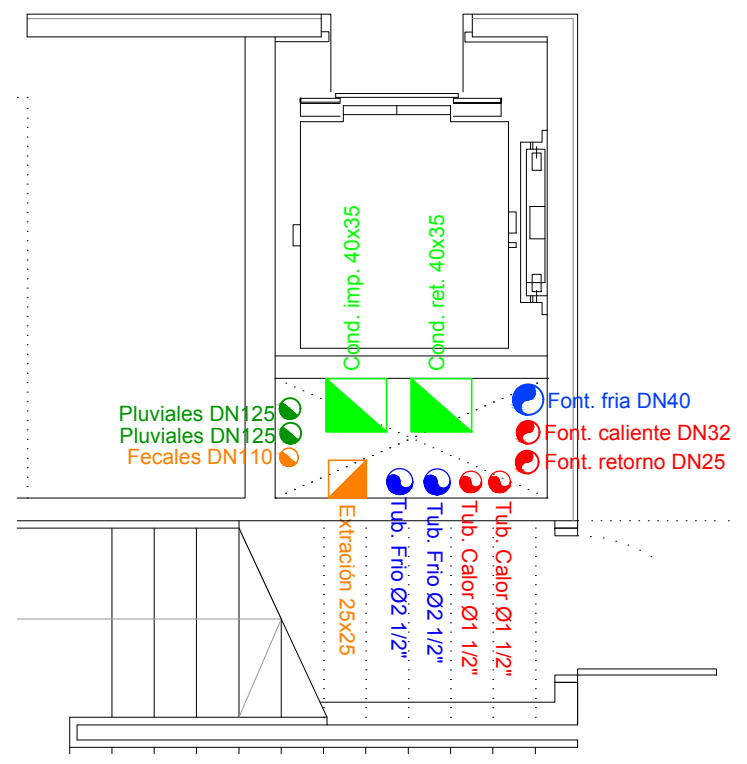 Cond. imp. 40x35
Cond. ret. 40x35
Pluviales DN125
Pluviales DN125
Fecales DN110
Font. fria DN40
Font. caliente DN32
Font. retorno DN25
Extracción 25x25
Tub. Frio Ø2 1/2"
Tub. Frio Ø2 1/2"
Tub. Calor Ø1 1/2"
Tub. Calor Ø1 1/2"